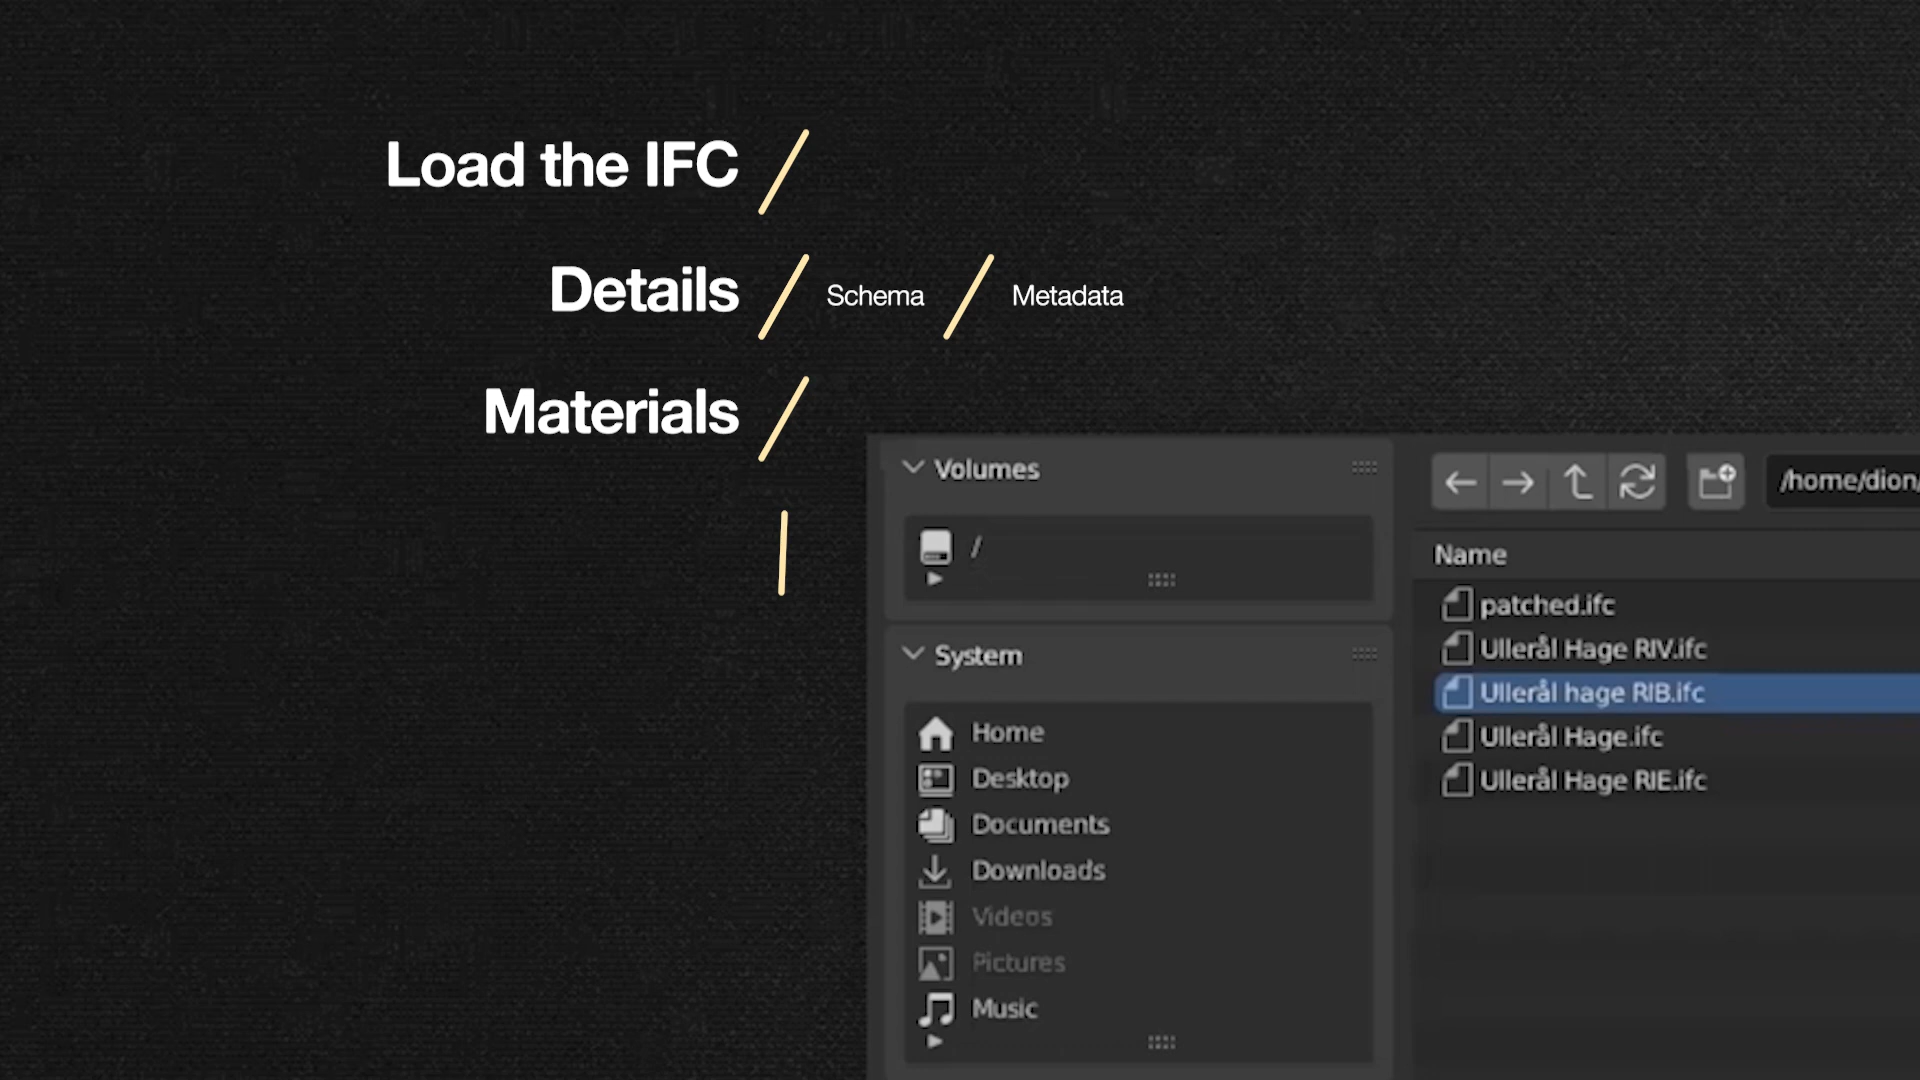 Load the IFC
Details / Schema / Metadata
Materials
Volumes
/
System
Home
Desktop
Documents
Downloads
Videos
Pictures
Music
/home/dion/
Name
patched.ifc
Ullerål Hage RIV.ifc
Ullerål hage RIB.ifc
Ullerål Hage.ifc
Ullerål Hage RIE.ifc